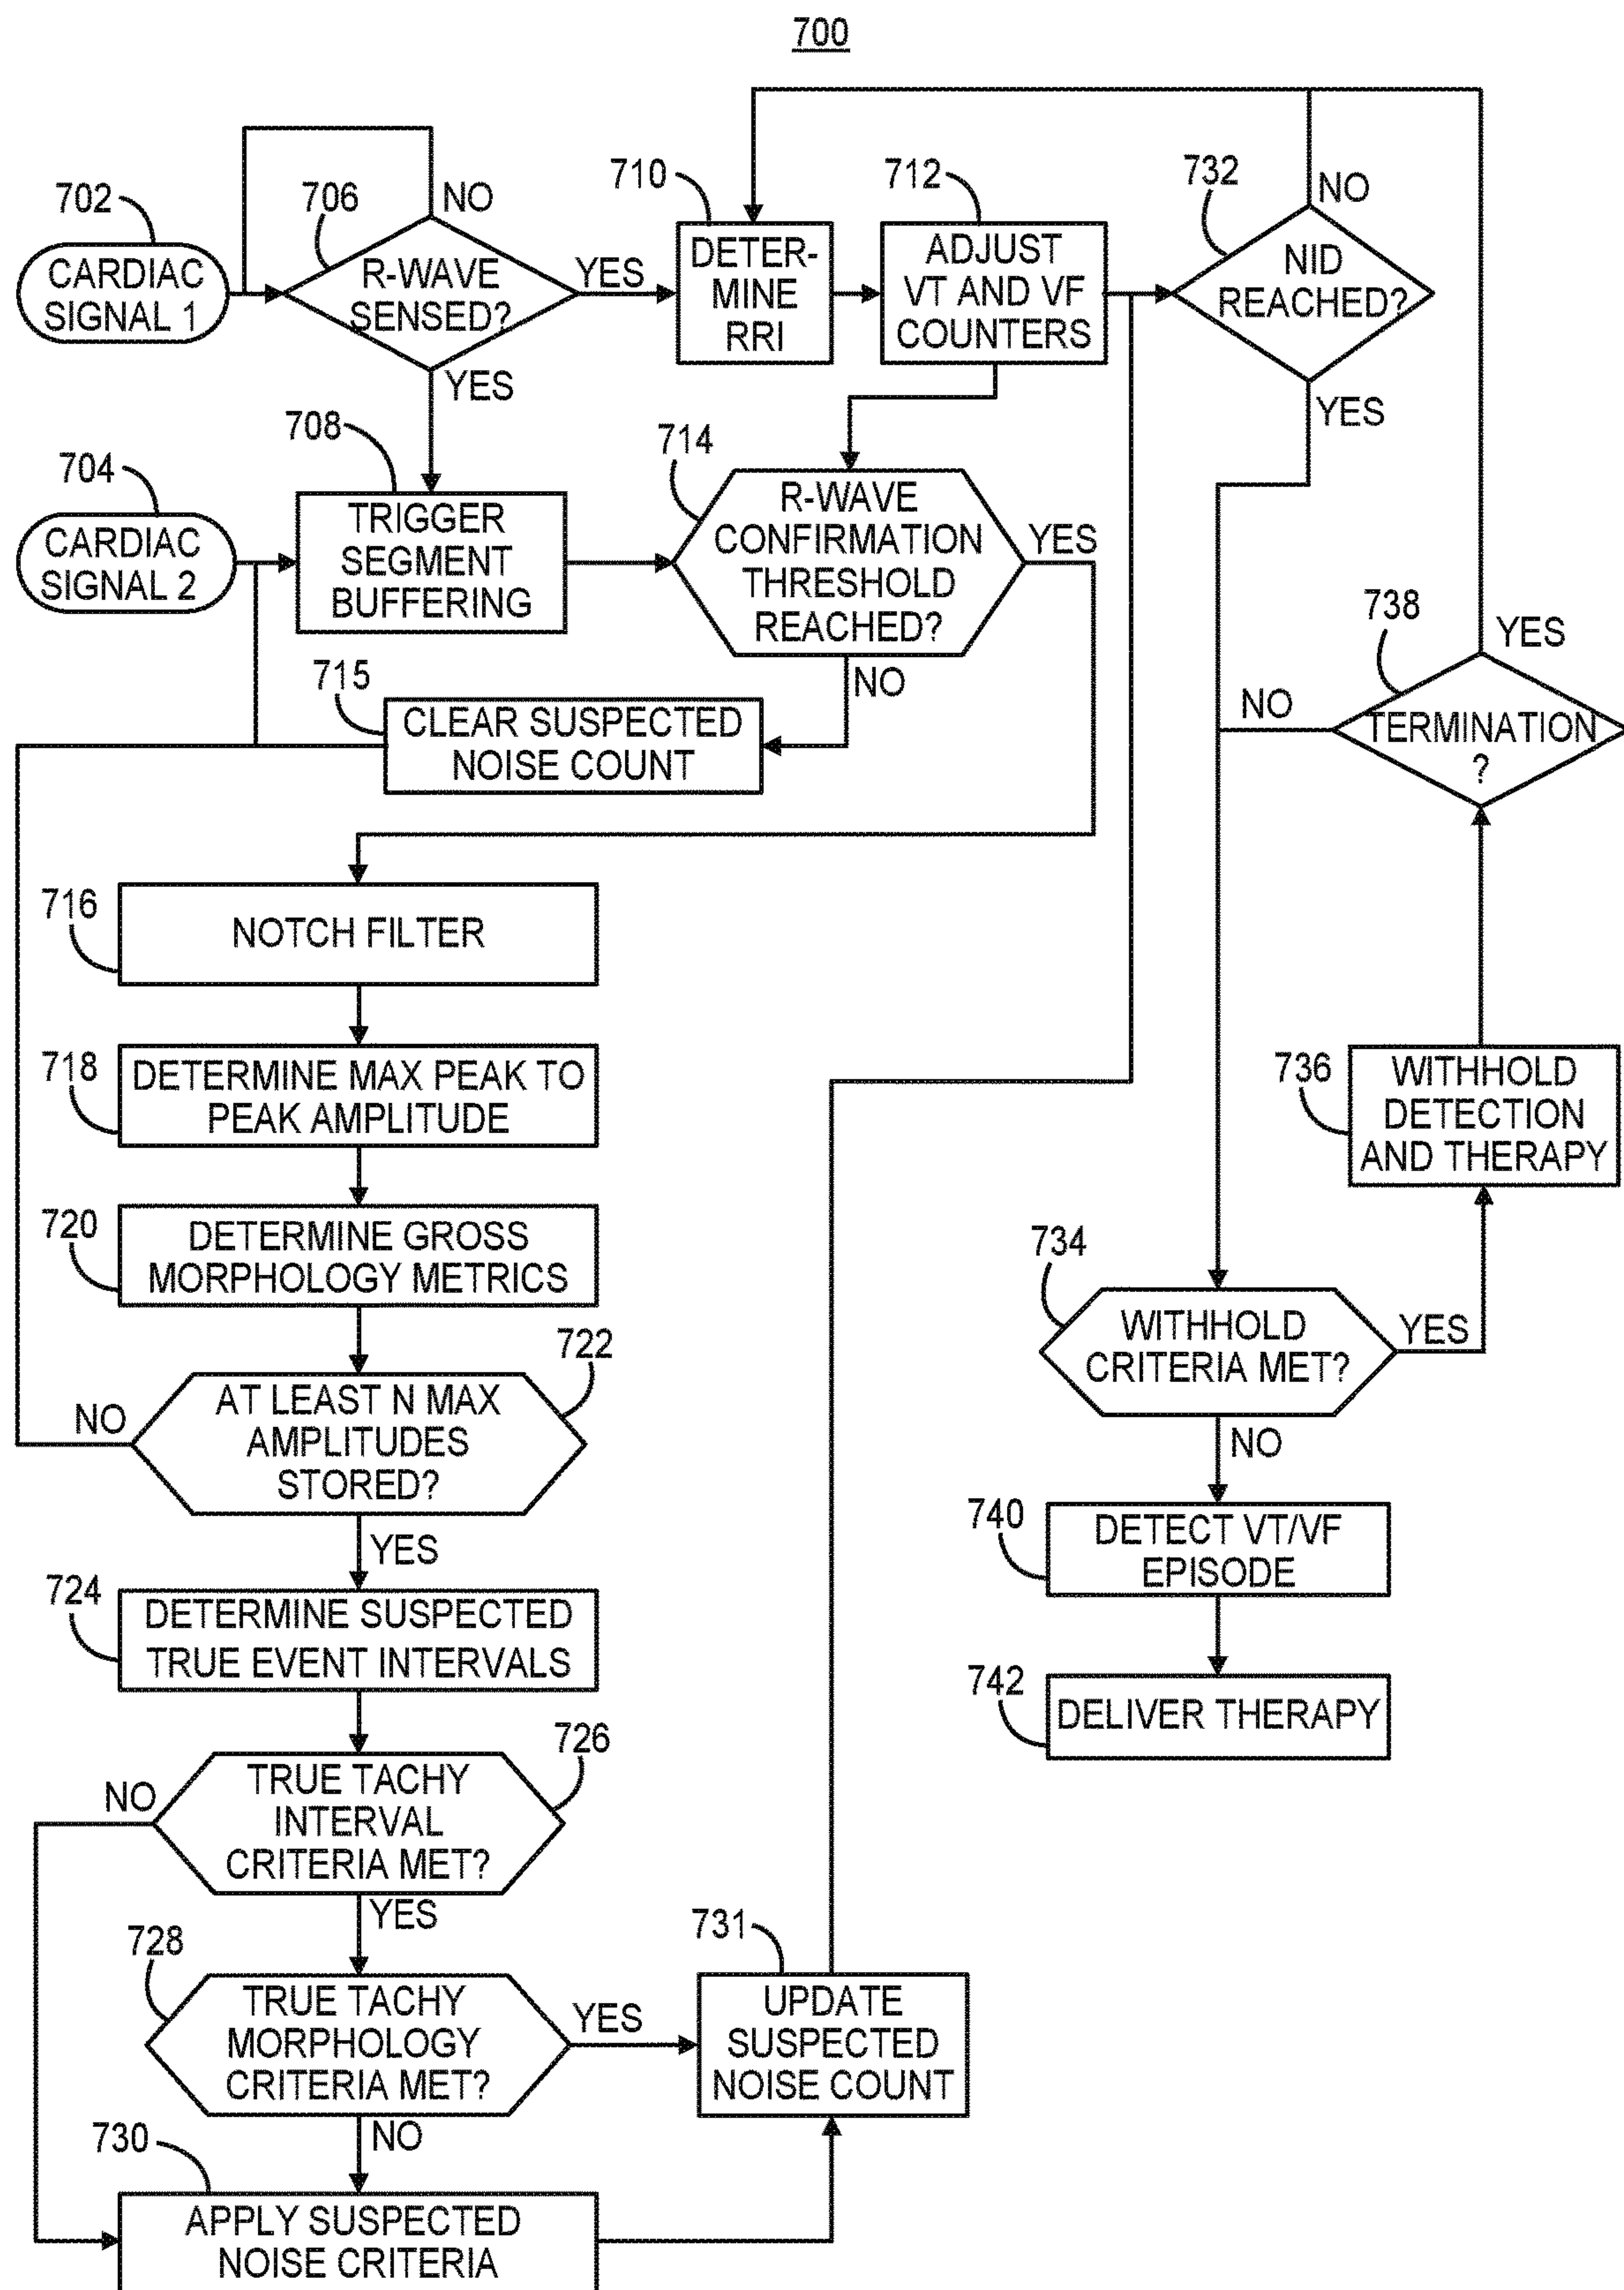 700
702
CARDIAC
SIGNAL 1
706
R-WAVE
SENSED?
NO
YES
YES
710
DETER-
MINE
RRI
712
ADJUST
VT AND VF
COUNTERS
732
NID
REACHED?
NO
YES
704
CARDIAC
SIGNAL 2
708
TRIGGER
SEGMENT
BUFFERING
714
R-WAVE
CONFIRMATION
THRESHOLD
REACHED?
YES
NO
715
CLEAR SUSPECTED
NOISE COUNT
738
TERMINATION
?
YES
NO
716
NOTCH FILTER
718
DETERMINE MAX PEAK TO
PEAK AMPLITUDE
720
DETERMINE GROSS
MORPHOLOGY METRICS
722
AT LEAST N MAX
AMPLITUDES
STORED?
NO
YES
724
DETERMINE SUSPECTED
TRUE EVENT INTERVALS
726
TRUE TACHY
INTERVAL
CRITERIA MET?
NO
YES
728
TRUE TACHY
MORPHOLOGY
CRITERIA MET?
YES
NO
730
APPLY SUSPECTED
NOISE CRITERIA
731
UPDATE
SUSPECTED
NOISE COUNT
736
WITHHOLD
DETECTION
AND THERAPY
734
WITHHOLD
CRITERIA MET?
YES
NO
740
DETECT VT/VF
EPISODE
742
DELIVER THERAPY